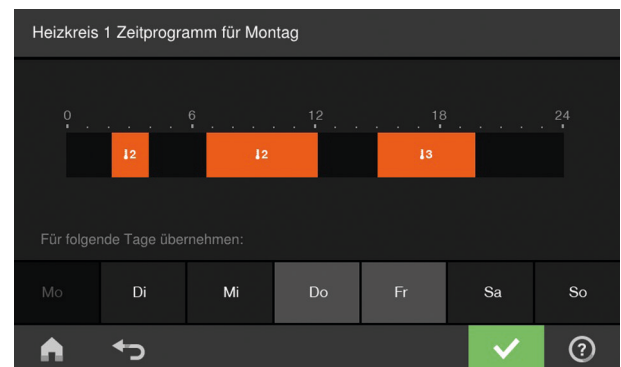 Heizkreis 1 Zeitprogramm für Montag
0 6 12 18 24
2 2 3
Für folgende Tage übernehmen:
Mo Di Mi Do Fr Sa So
?